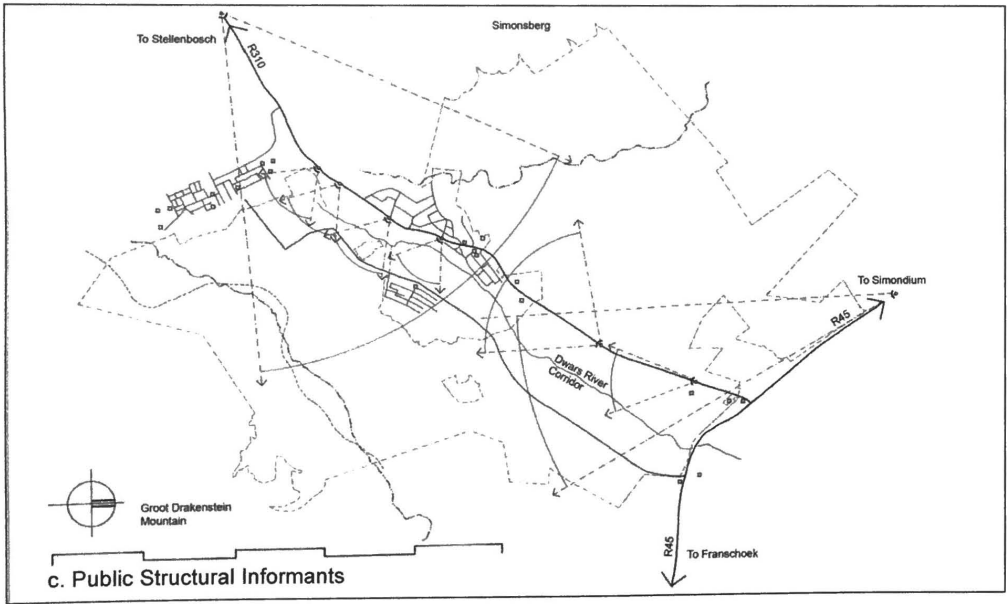 Simonsberg
To Stellenbosch
R310
To Simondium
R45
Dwars River
Corridor
Groot Drakenstein
Mountain
R45
To Franschoek
c. Public Structural Informants